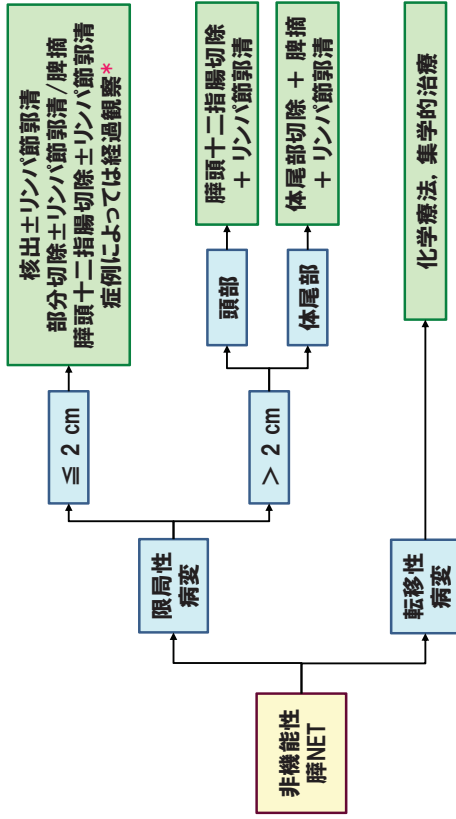 非機能性
膵NET
限局性
病変
転移性
病変
≦ 2 cm
> 2 cm
頭部
体尾部
核出±リンパ節郭清
部分切除±リンパ節郭清/脾摘
膵頭十二指腸切除±リンパ節郭清
症例によっては経過観察*
膵頭十二指腸切除
+ リンパ節郭清
体尾部切除 + 脾摘
+ リンパ節郭清
化学療法, 集学的治療